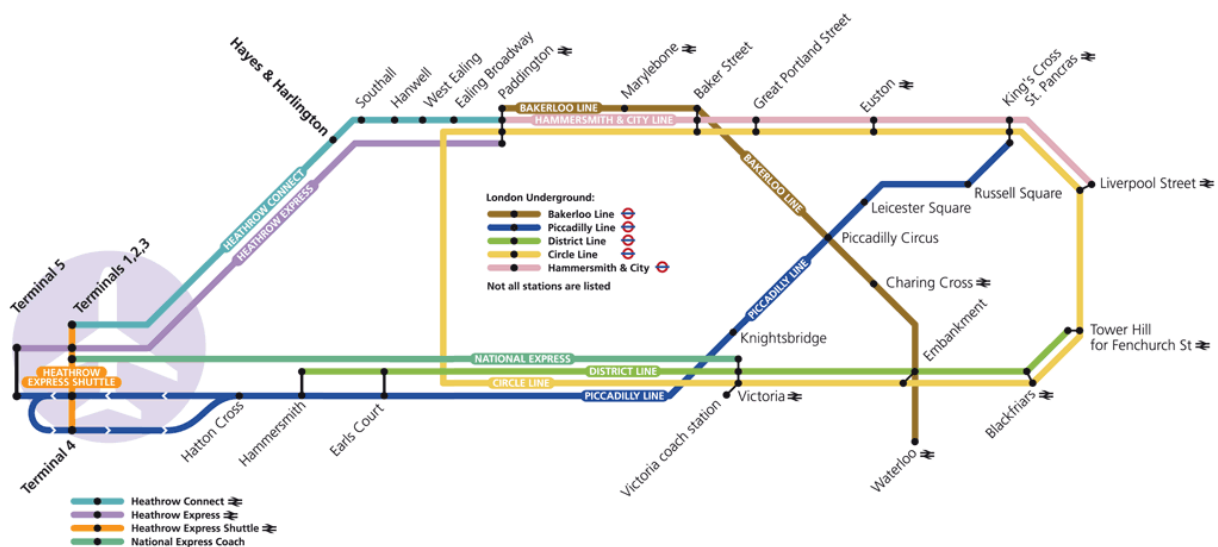 Hayes & Harlington
Southall
Hanwell
West Ealing
Ealing Broadway
Paddington
Marylebone
Baker Street
Great Portland Street
Euston
King's Cross
St. Pancras
BAKERLOO LINE
HAMMERSMITH & CITY LINE
HEATHROW CONNECT
HEATHROW EXPRESS
BAKERLOO LINE
Liverpool Street
Russell Square
Leicester Square
Piccadilly Circus
London Underground:
Bakerloo Line
Piccadilly Line
District Line
Circle Line
Hammersmith & City
Not all stations are listed
PICCADILLY LINE
Charing Cross
Knightsbridge
Embankment
Tower Hill
for Fenchurch St
Terminal 5
Terminals 1,2,3
NATIONAL EXPRESS
HEATHROW
EXPRESS SHUTTLE
DISTRICT LINE
CIRCLE LINE
PICCADILLY LINE
Victoria
Blackfriars
Terminal 4
Hatton Cross
Hammersmith
Earls Court
Victoria coach station
Waterloo
Heathrow Connect
Heathrow Express
Heathrow Express Shuttle
National Express Coach